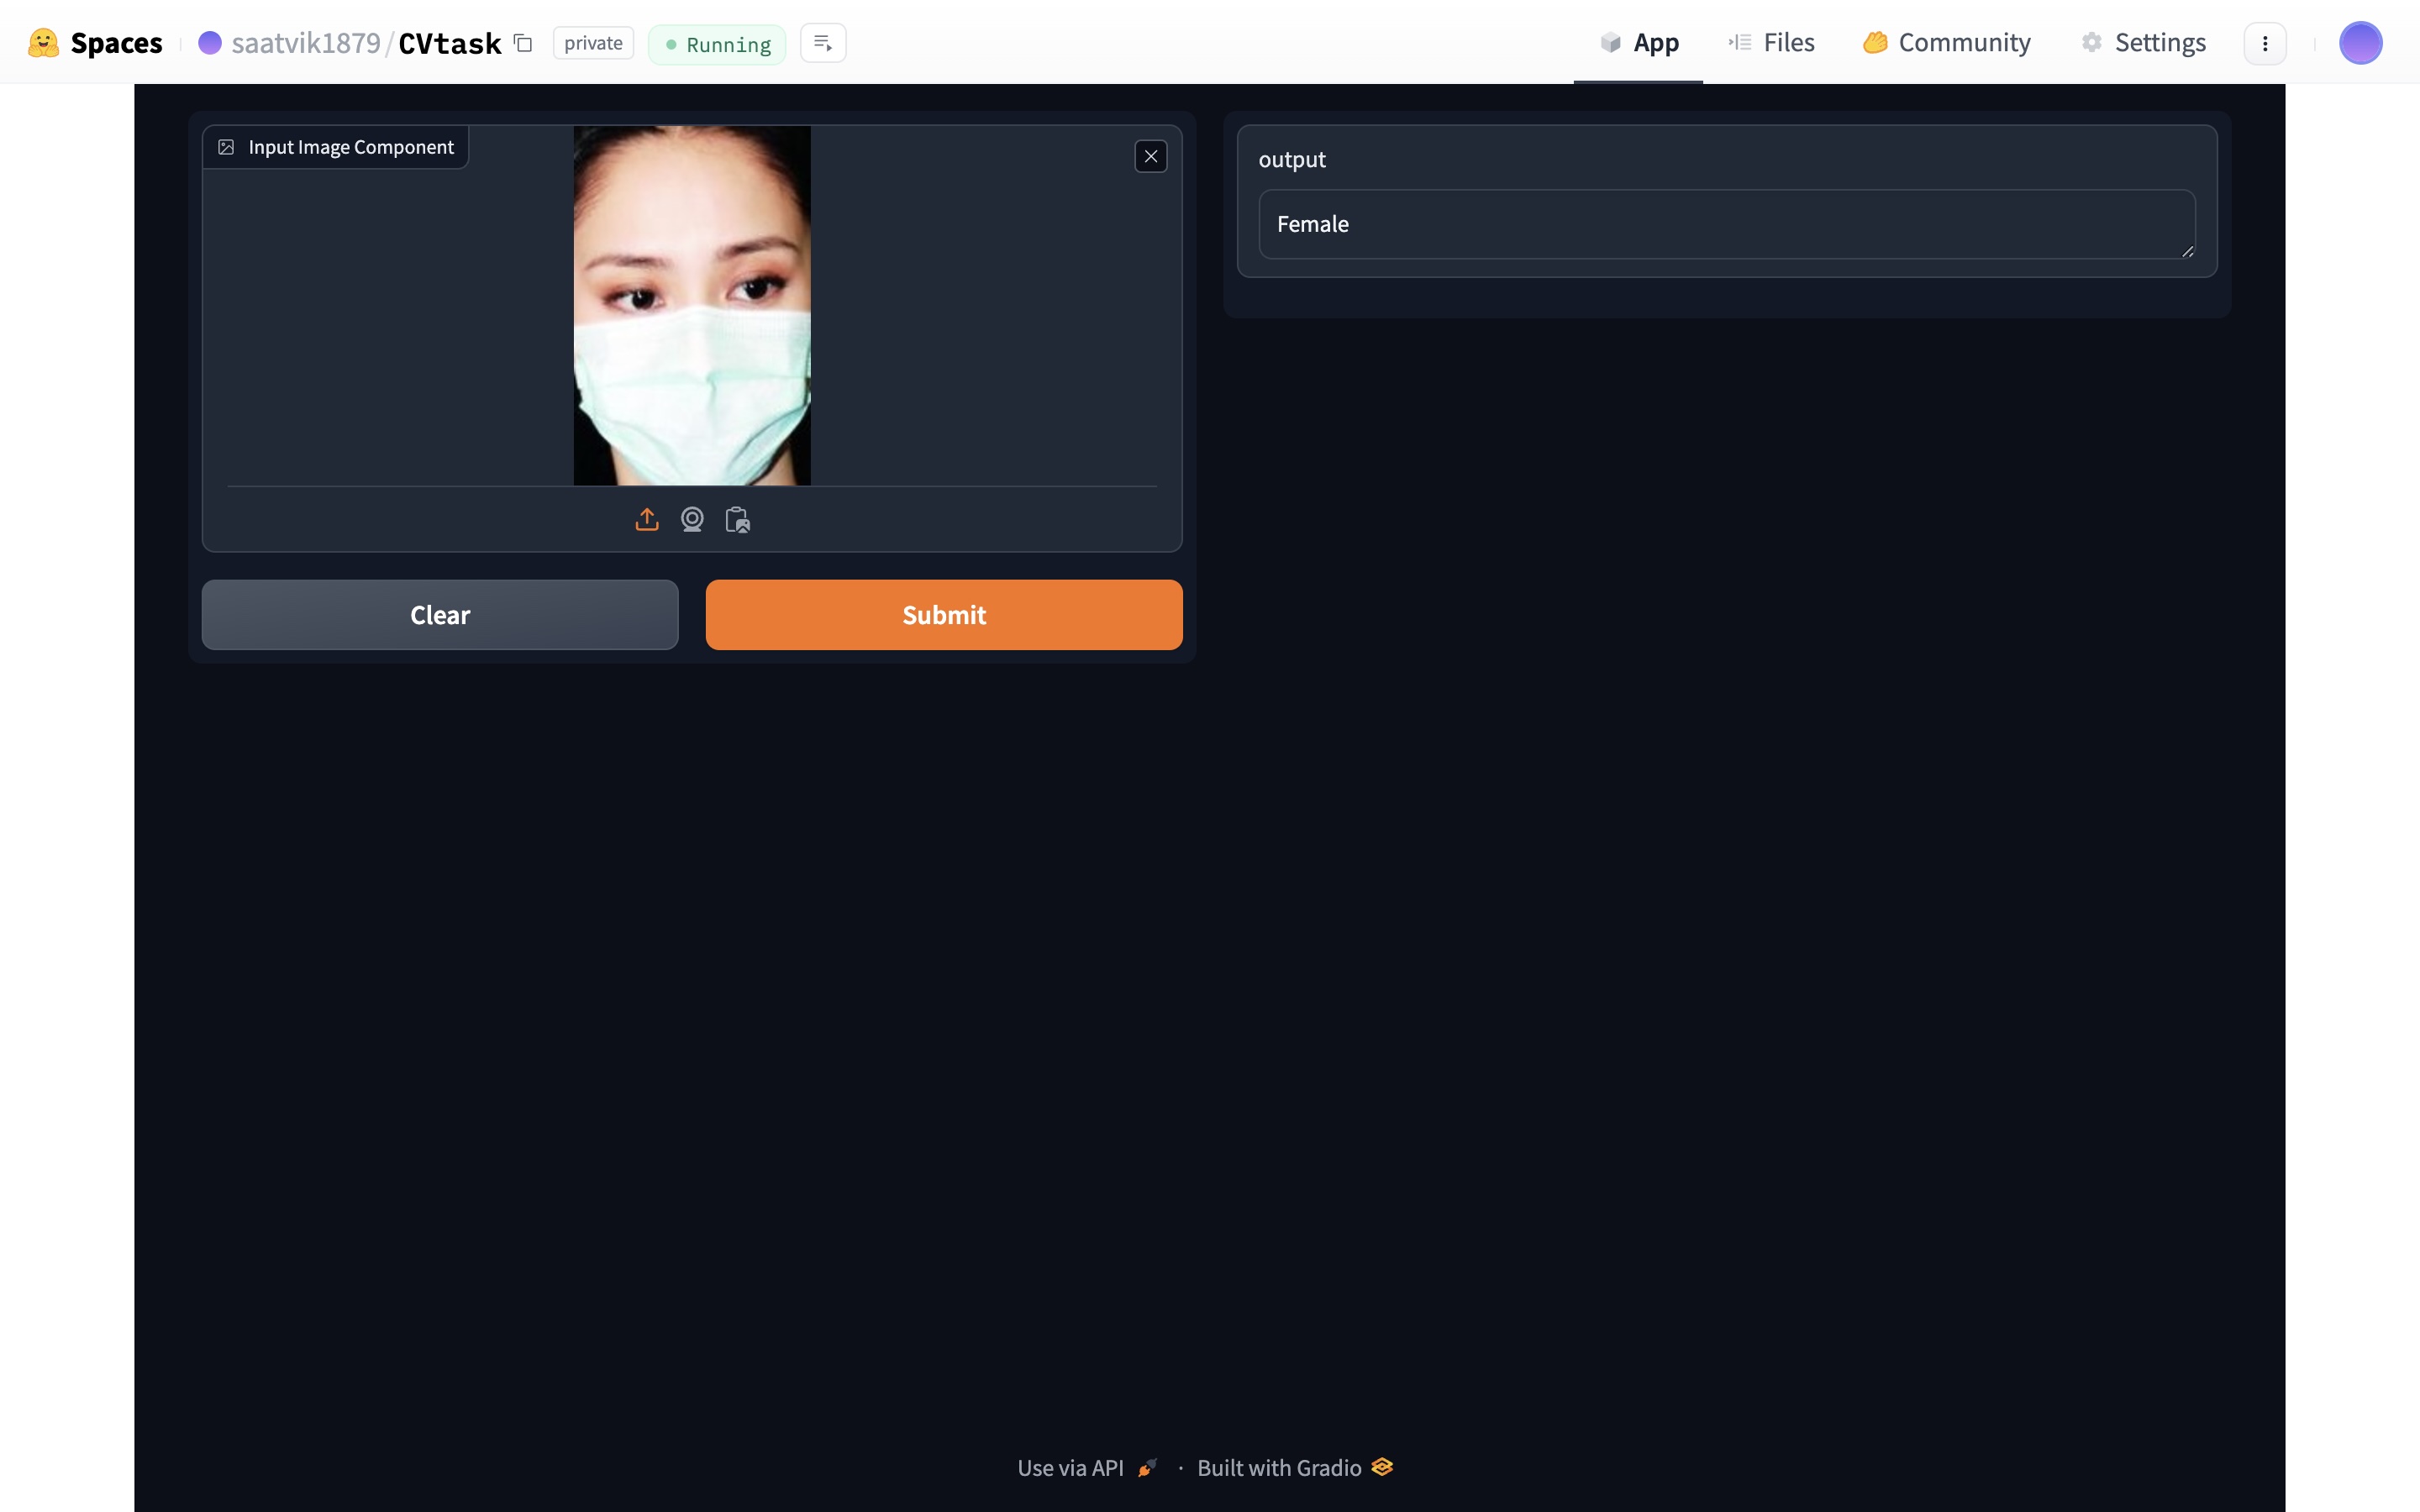 Spaces saatvik1879/CVtask private Running App Files Community Settings
Input Image Component
output
Female
Clear Submit
Use via API · Built with Gradio